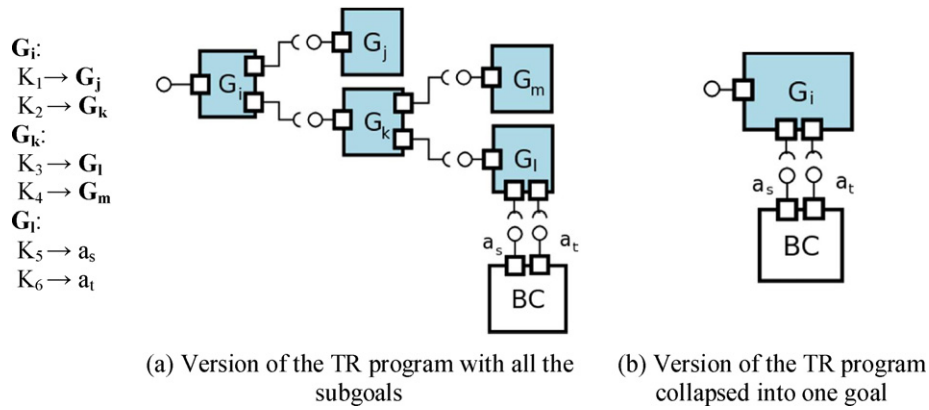 Gi:
K1→ Gj
K2→ Gk
Gk:
K3→ Gl
K4→ Gm
Gl:
K5→ as
K6→ at
Gi
Gj
Gk
Gm
Gl
as
at
BC
(a) Version of the TR program with all the
subgoals
Gi
as
at
BC
(b) Version of the TR program
collapsed into one goal